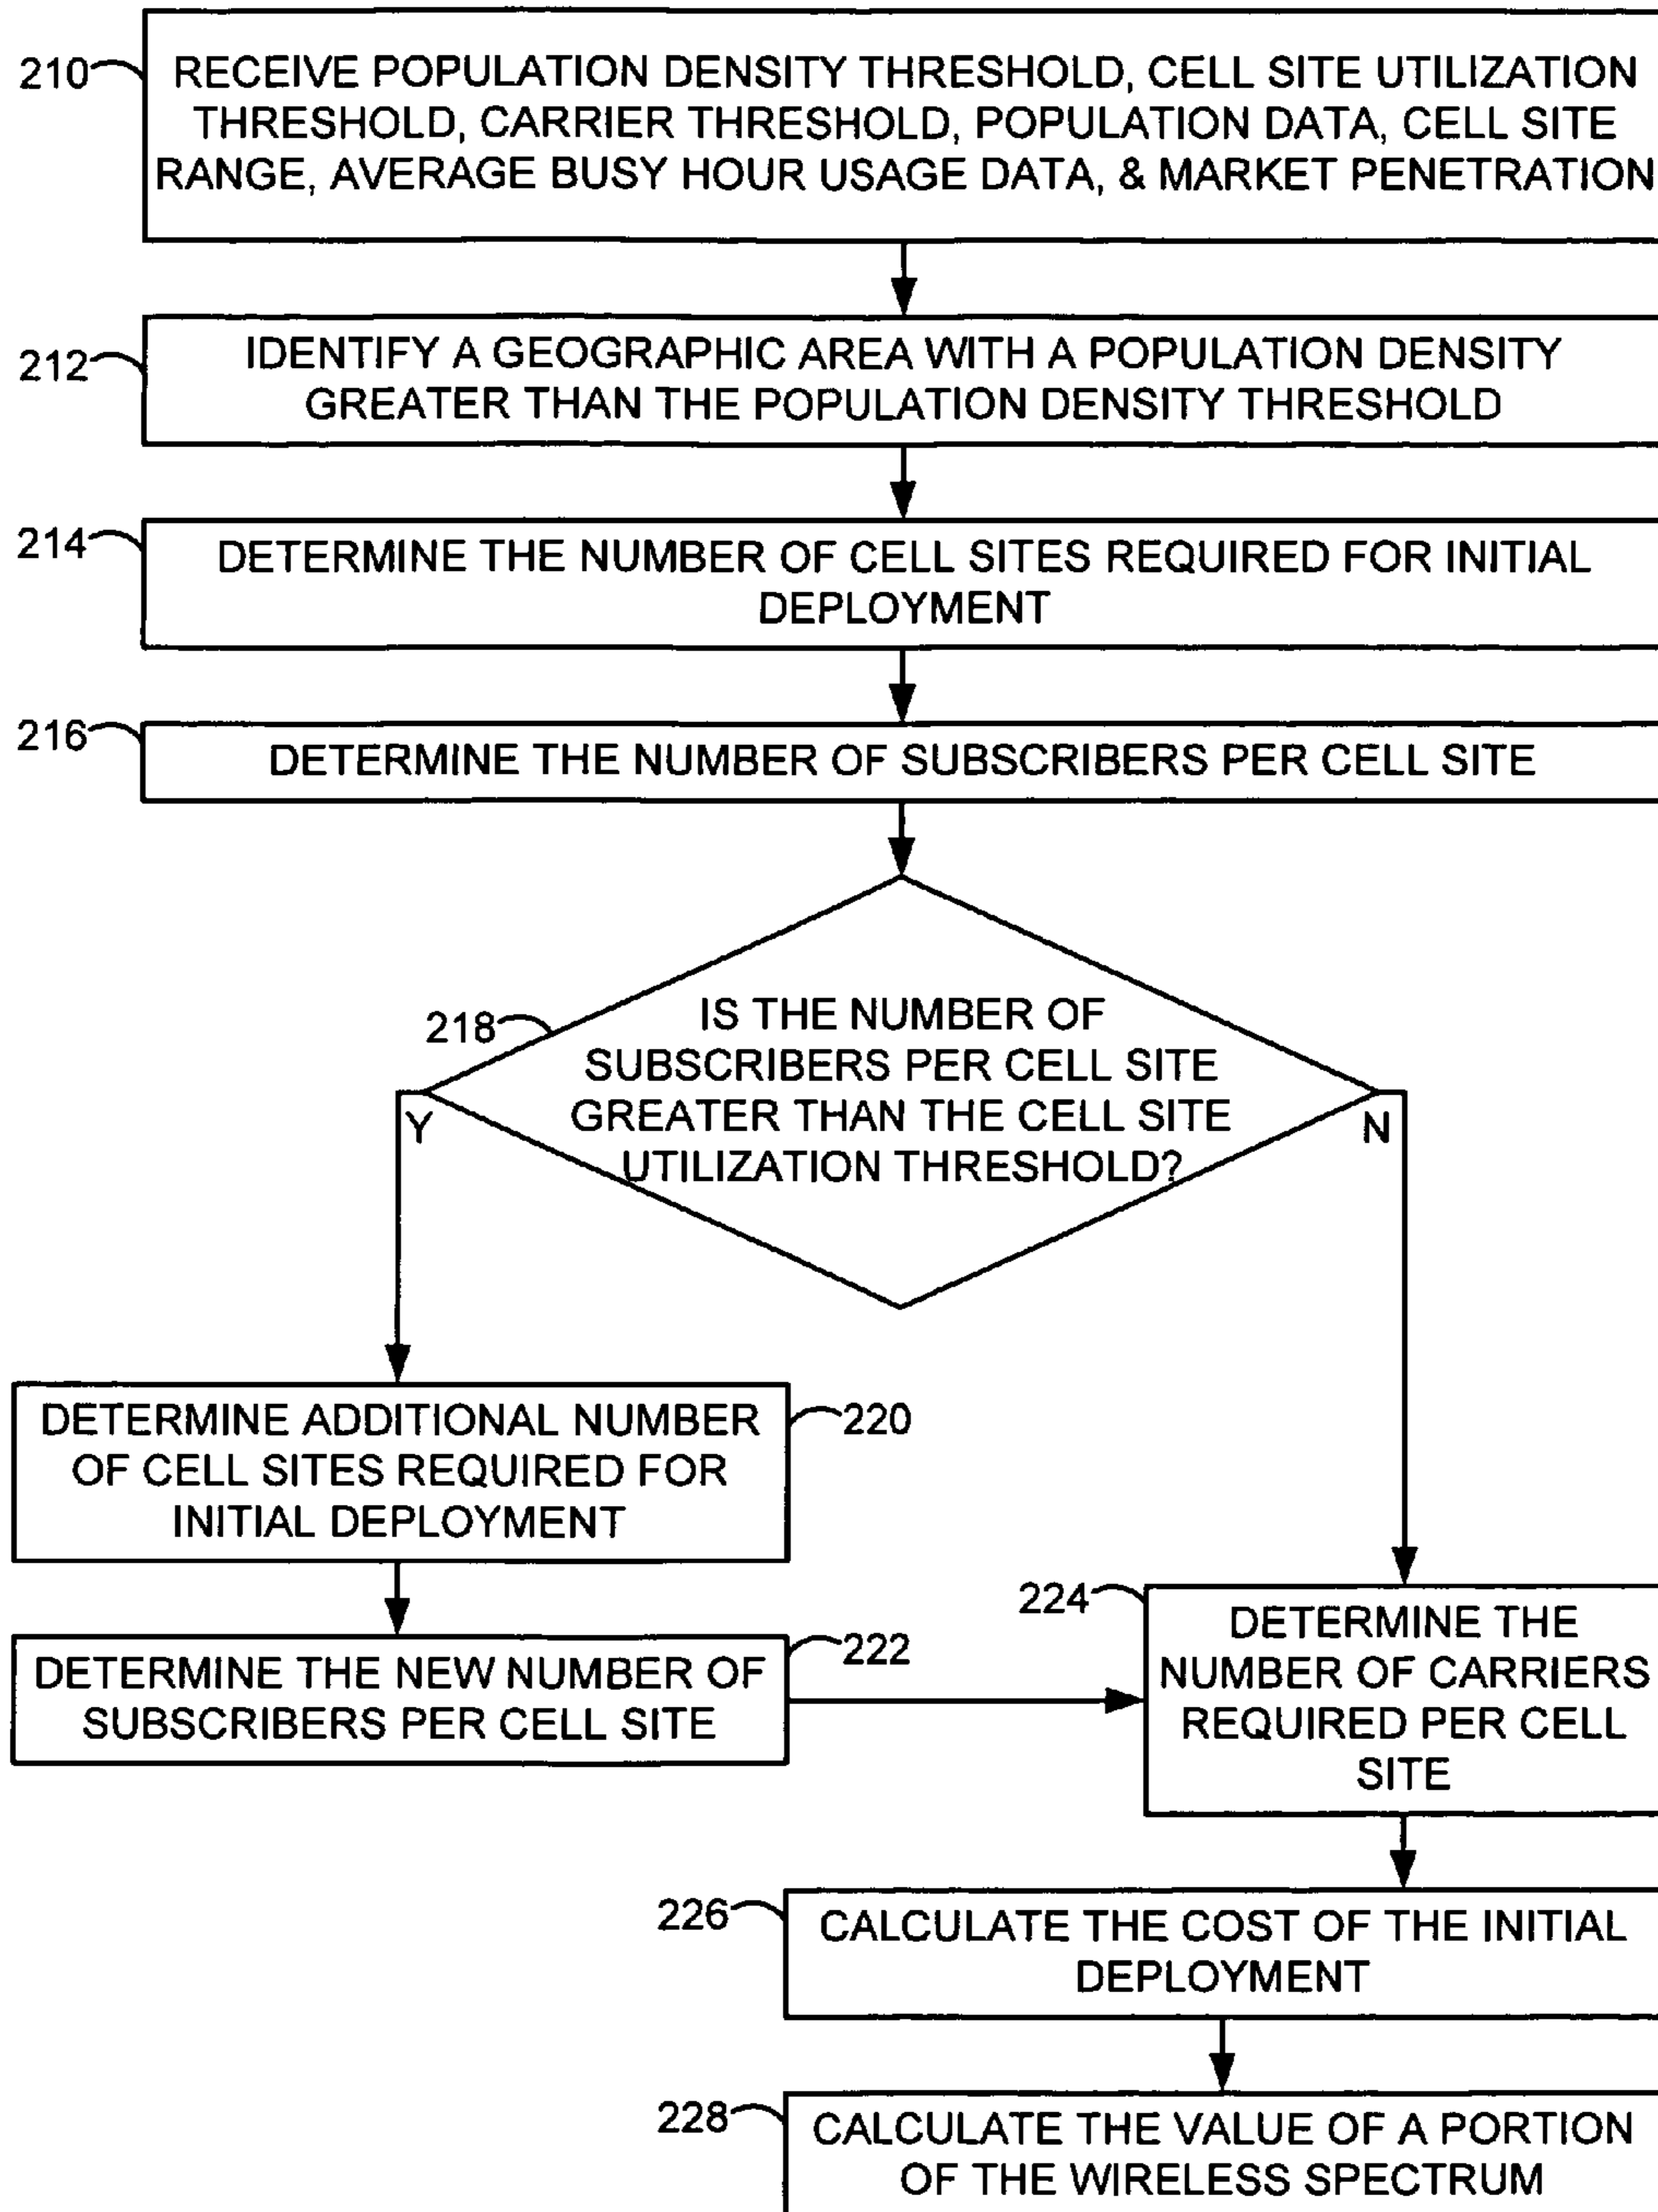 210
RECEIVE POPULATION DENSITY THRESHOLD, CELL SITE UTILIZATION
THRESHOLD, CARRIER THRESHOLD, POPULATION DATA, CELL SITE
RANGE, AVERAGE BUSY HOUR USAGE DATA, & MARKET PENETRATION
212
IDENTIFY A GEOGRAPHIC AREA WITH A POPULATION DENSITY
GREATER THAN THE POPULATION DENSITY THRESHOLD
214
DETERMINE THE NUMBER OF CELL SITES REQUIRED FOR INITIAL
DEPLOYMENT
216
DETERMINE THE NUMBER OF SUBSCRIBERS PER CELL SITE
218
IS THE NUMBER OF
SUBSCRIBERS PER CELL SITE
GREATER THAN THE CELL SITE
UTILIZATION THRESHOLD?
Y
N
DETERMINE ADDITIONAL NUMBER
OF CELL SITES REQUIRED FOR
INITIAL DEPLOYMENT
220
DETERMINE THE NEW NUMBER OF
SUBSCRIBERS PER CELL SITE
222
224
DETERMINE THE
NUMBER OF CARRIERS
REQUIRED PER CELL
SITE
226
CALCULATE THE COST OF THE INITIAL
DEPLOYMENT
228
CALCULATE THE VALUE OF A PORTION
OF THE WIRELESS SPECTRUM